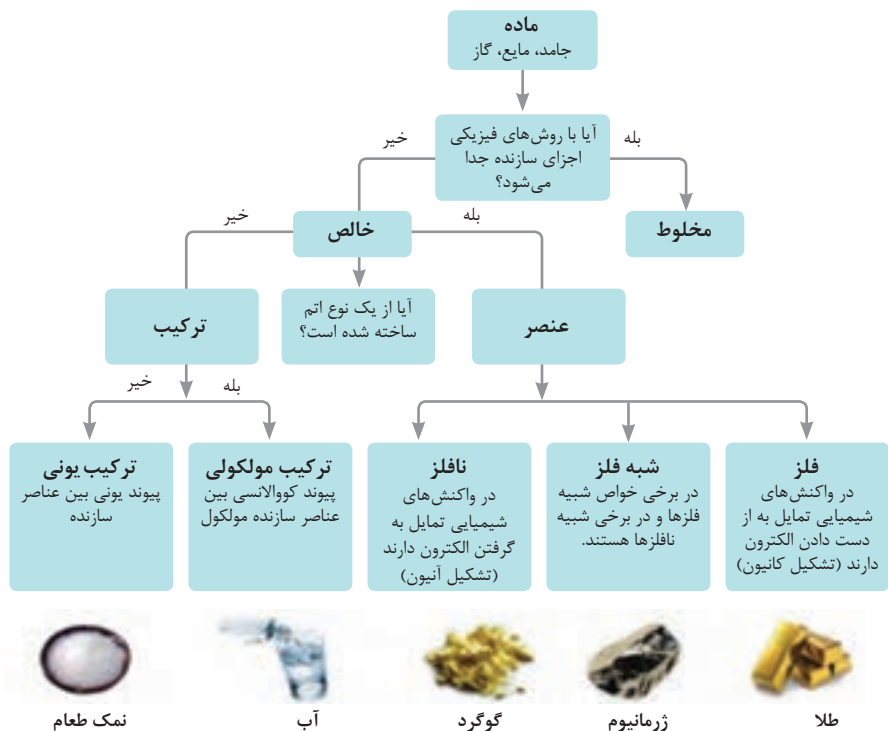 ماده
جامد، مایع، گاز
آیا با روش‌های فیزیکی
اجزای سازنده جدا
می‌شود؟
بله
خیر
مخلوط
خالص
بله
خیر
آیا از یک نوع اتم
ساخته شده است؟
عنصر
ترکیب
بله
خیر
فلز
در واکنش‌های
شیمیایی تمایل به از
دست دادن الکترون
دارند (تشکیل کاتیون)
شبه فلز
در برخی خواص شبیه
فلزها و در برخی شبیه
نافلزها هستند.
نافلز
در واکنش‌های
شیمیایی تمایل به
گرفتن الکترون دارند
(تشکیل آنیون)
ترکیب مولکولی
پیوند کووالانسی بین
عناصر سازنده مولکول
ترکیب یونی
پیوند یونی بین عناصر
سازنده
طلا
ژرمانیوم
گوگرد
آب
نمک طعام